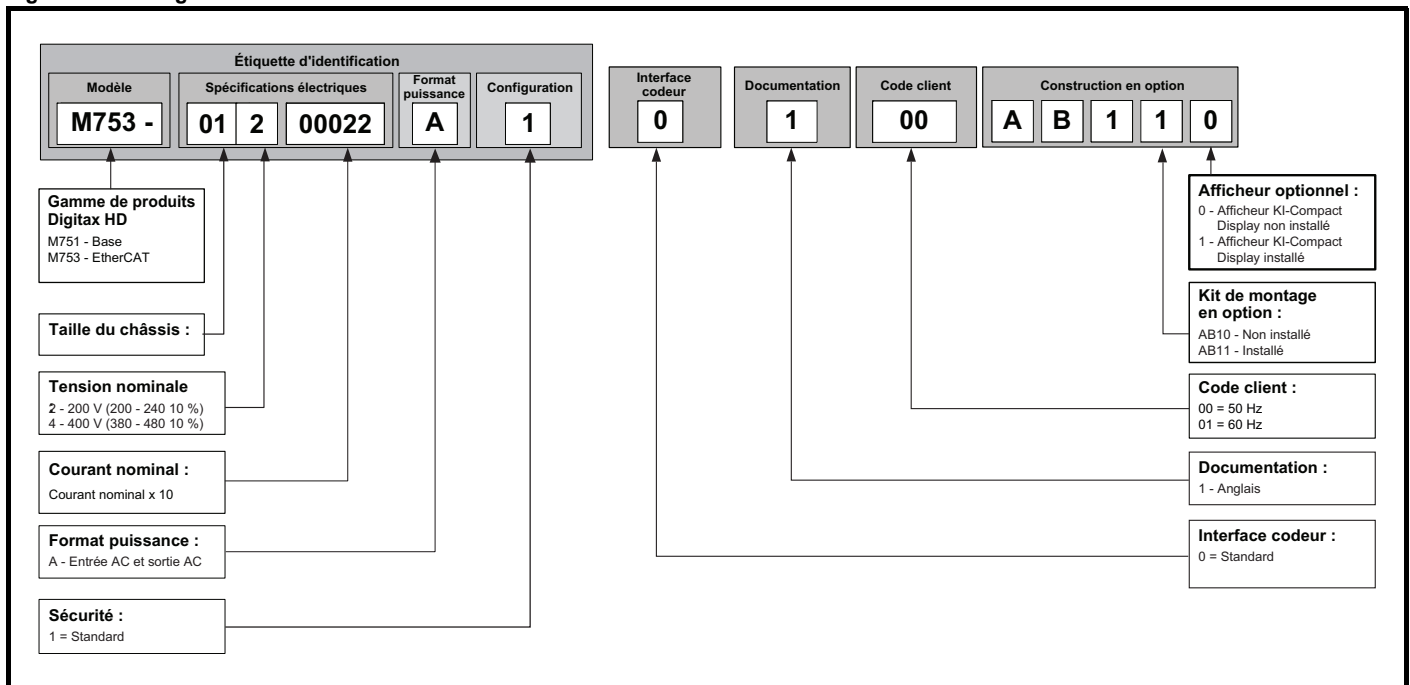 Étiquette d'identification
Modèle
Spécifications électriques
Format
puissance
Configuration
Interface
codeur
Documentation
Code client
Construction en option
M753 -
01 2 00022
A
1
0
1
00
A B 1 1 0
Gamme de produits
Digitax HD
M751 - Base
M753 - EtherCAT
Taille du châssis :
Tension nominale
2 - 200 V (200 - 240 10 %)
4 - 400 V (380 - 480 10 %)
Courant nominal :
Courant nominal x 10
Format puissance :
A - Entrée AC et sortie AC
Sécurité :
1 = Standard
Afficheur optionnel :
0 - Afficheur KI-Compact
Display non installé
1 - Afficheur KI-Compact
Display installé
Kit de montage
en option :
AB10 - Non installé
AB11 - Installé
Code client :
00 = 50 Hz
01 = 60 Hz
Documentation :
1 - Anglais
Interface codeur :
0 = Standard